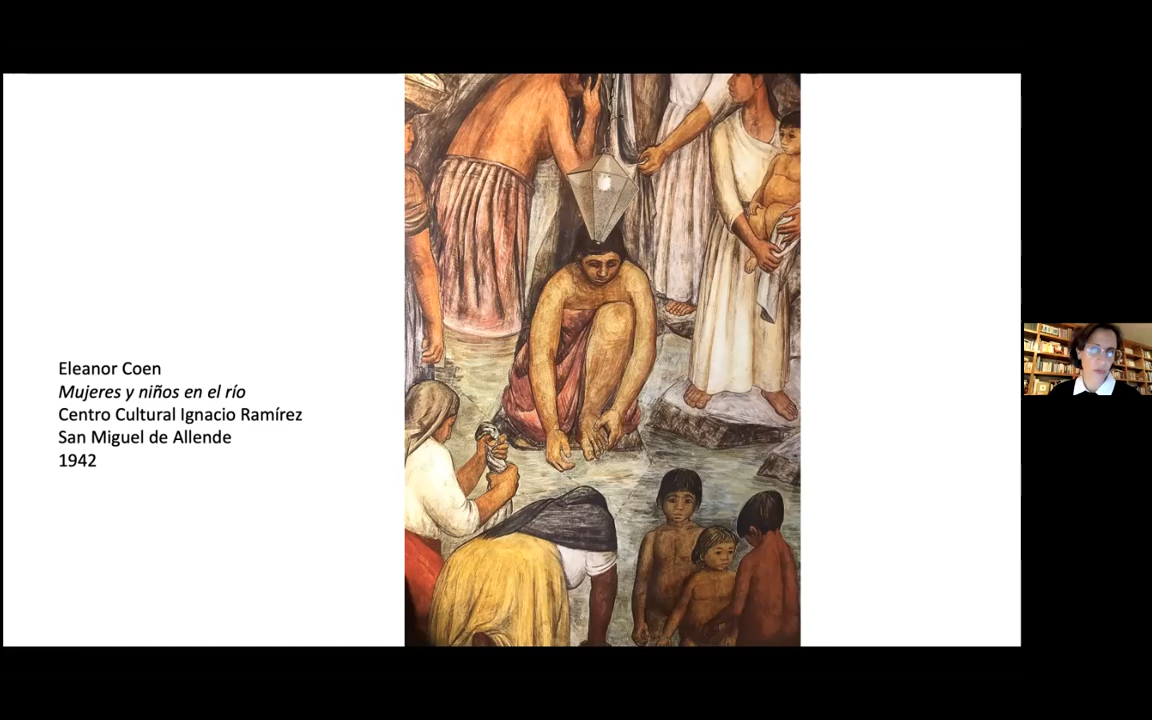 Eleanor Coen
Mujeres y niños en el río
Centro Cultural Ignacio Ramírez
San Miguel de Allende
1942